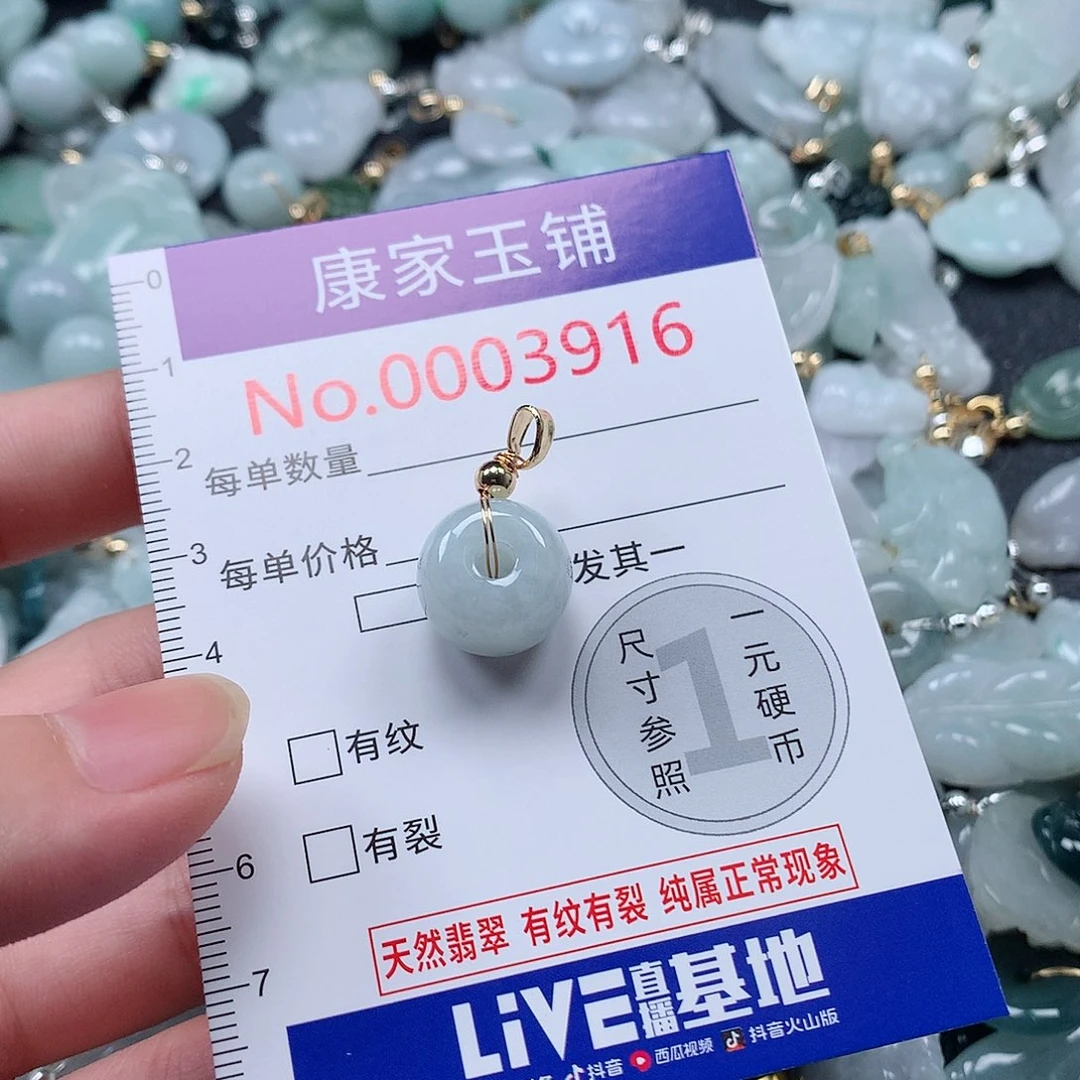 康家玉铺
No.0003916
0
1
2
3
4
6
7
每单数量
每单价格
发其一
有纹
有裂
尺寸参照
1
一元硬币
天然翡翠 有纹有裂 纯属正常现象
LiVE直播基地
抖音 西瓜视频 抖音火山版